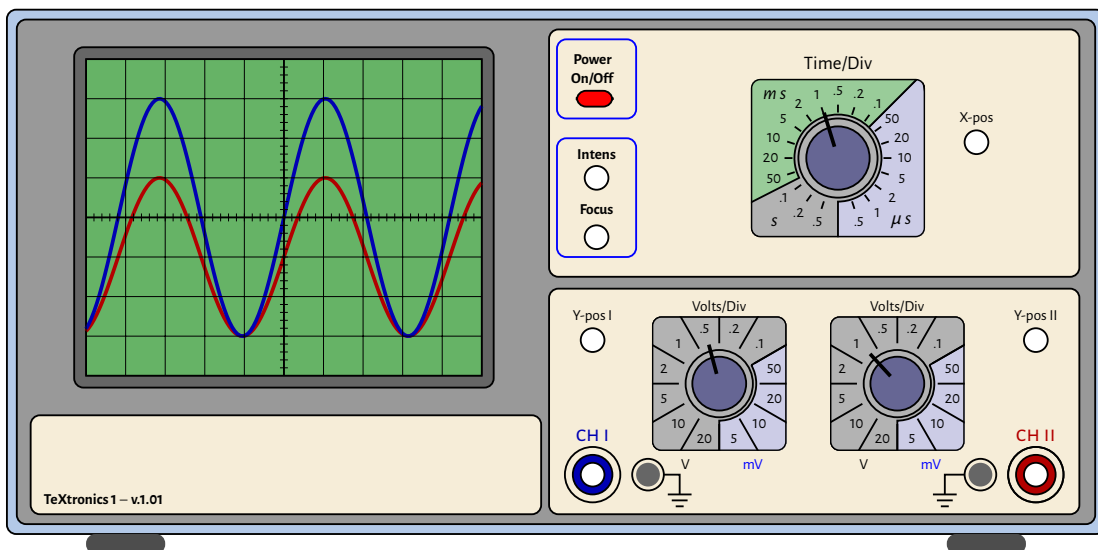 Power
On/Off
Intens
Focus
Time/Div
m s
50
20
10
5
2
1
.5
.2
.1
50
20
10
5
2
1
.5
μ s
.5
.2
.1
s
X-pos
Y-pos I
Volts/Div
20
10
5
2
1
.5
.2
.1
50
20
10
5
V
mV
CH I
Volts/Div
20
10
5
2
1
.5
.2
.1
50
20
10
5
V
mV
Y-pos II
CH II
TeXtronics 1 – v.1.01